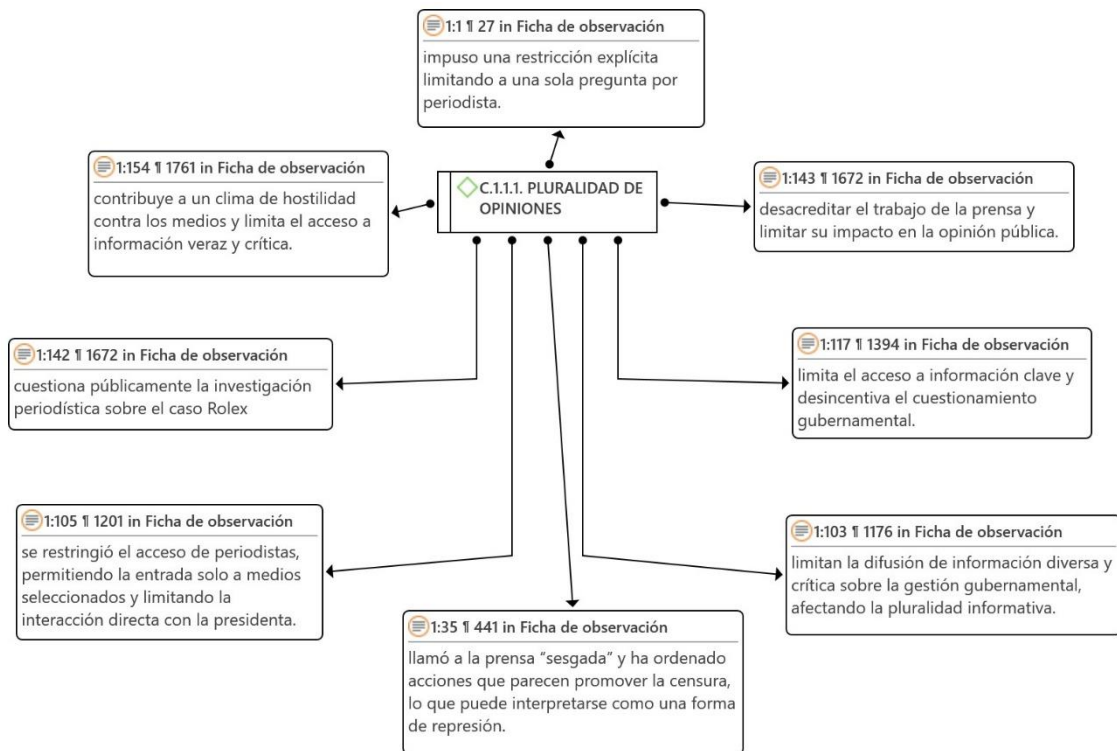 1:1 ¶ 27 in Ficha de observación
impuso una restricción explícita
limitando a una sola pregunta por
periodista.
1:154 ¶ 1761 in Ficha de observación
contribuye a un clima de hostilidad
contra los medios y limita el acceso a
información veraz y crítica.
C.1.1.1. PLURALIDAD DE
OPINIONES
1:143 ¶ 1672 in Ficha de observación
desacreditar el trabajo de la prensa y
limitar su impacto en la opinión pública.
1:142 ¶ 1672 in Ficha de observación
cuestiona públicamente la investigación
periodística sobre el caso Rolex
1:117 ¶ 1394 in Ficha de observación
limita el acceso a información clave y
desincentiva el cuestionamiento
gubernamental.
1:105 ¶ 1201 in Ficha de observación
se restringió el acceso de periodistas,
permitiendo la entrada solo a medios
seleccionados y limitando la
interacción directa con la presidenta.
1:103 ¶ 1176 in Ficha de observación
limitan la difusión de información diversa y
crítica sobre la gestión gubernamental,
afectando la pluralidad informativa.
1:35 ¶ 441 in Ficha de observación
llamó a la prensa “sesgada” y ha ordenado
acciones que parecen promover la censura,
lo que puede interpretarse como una forma
de represión.